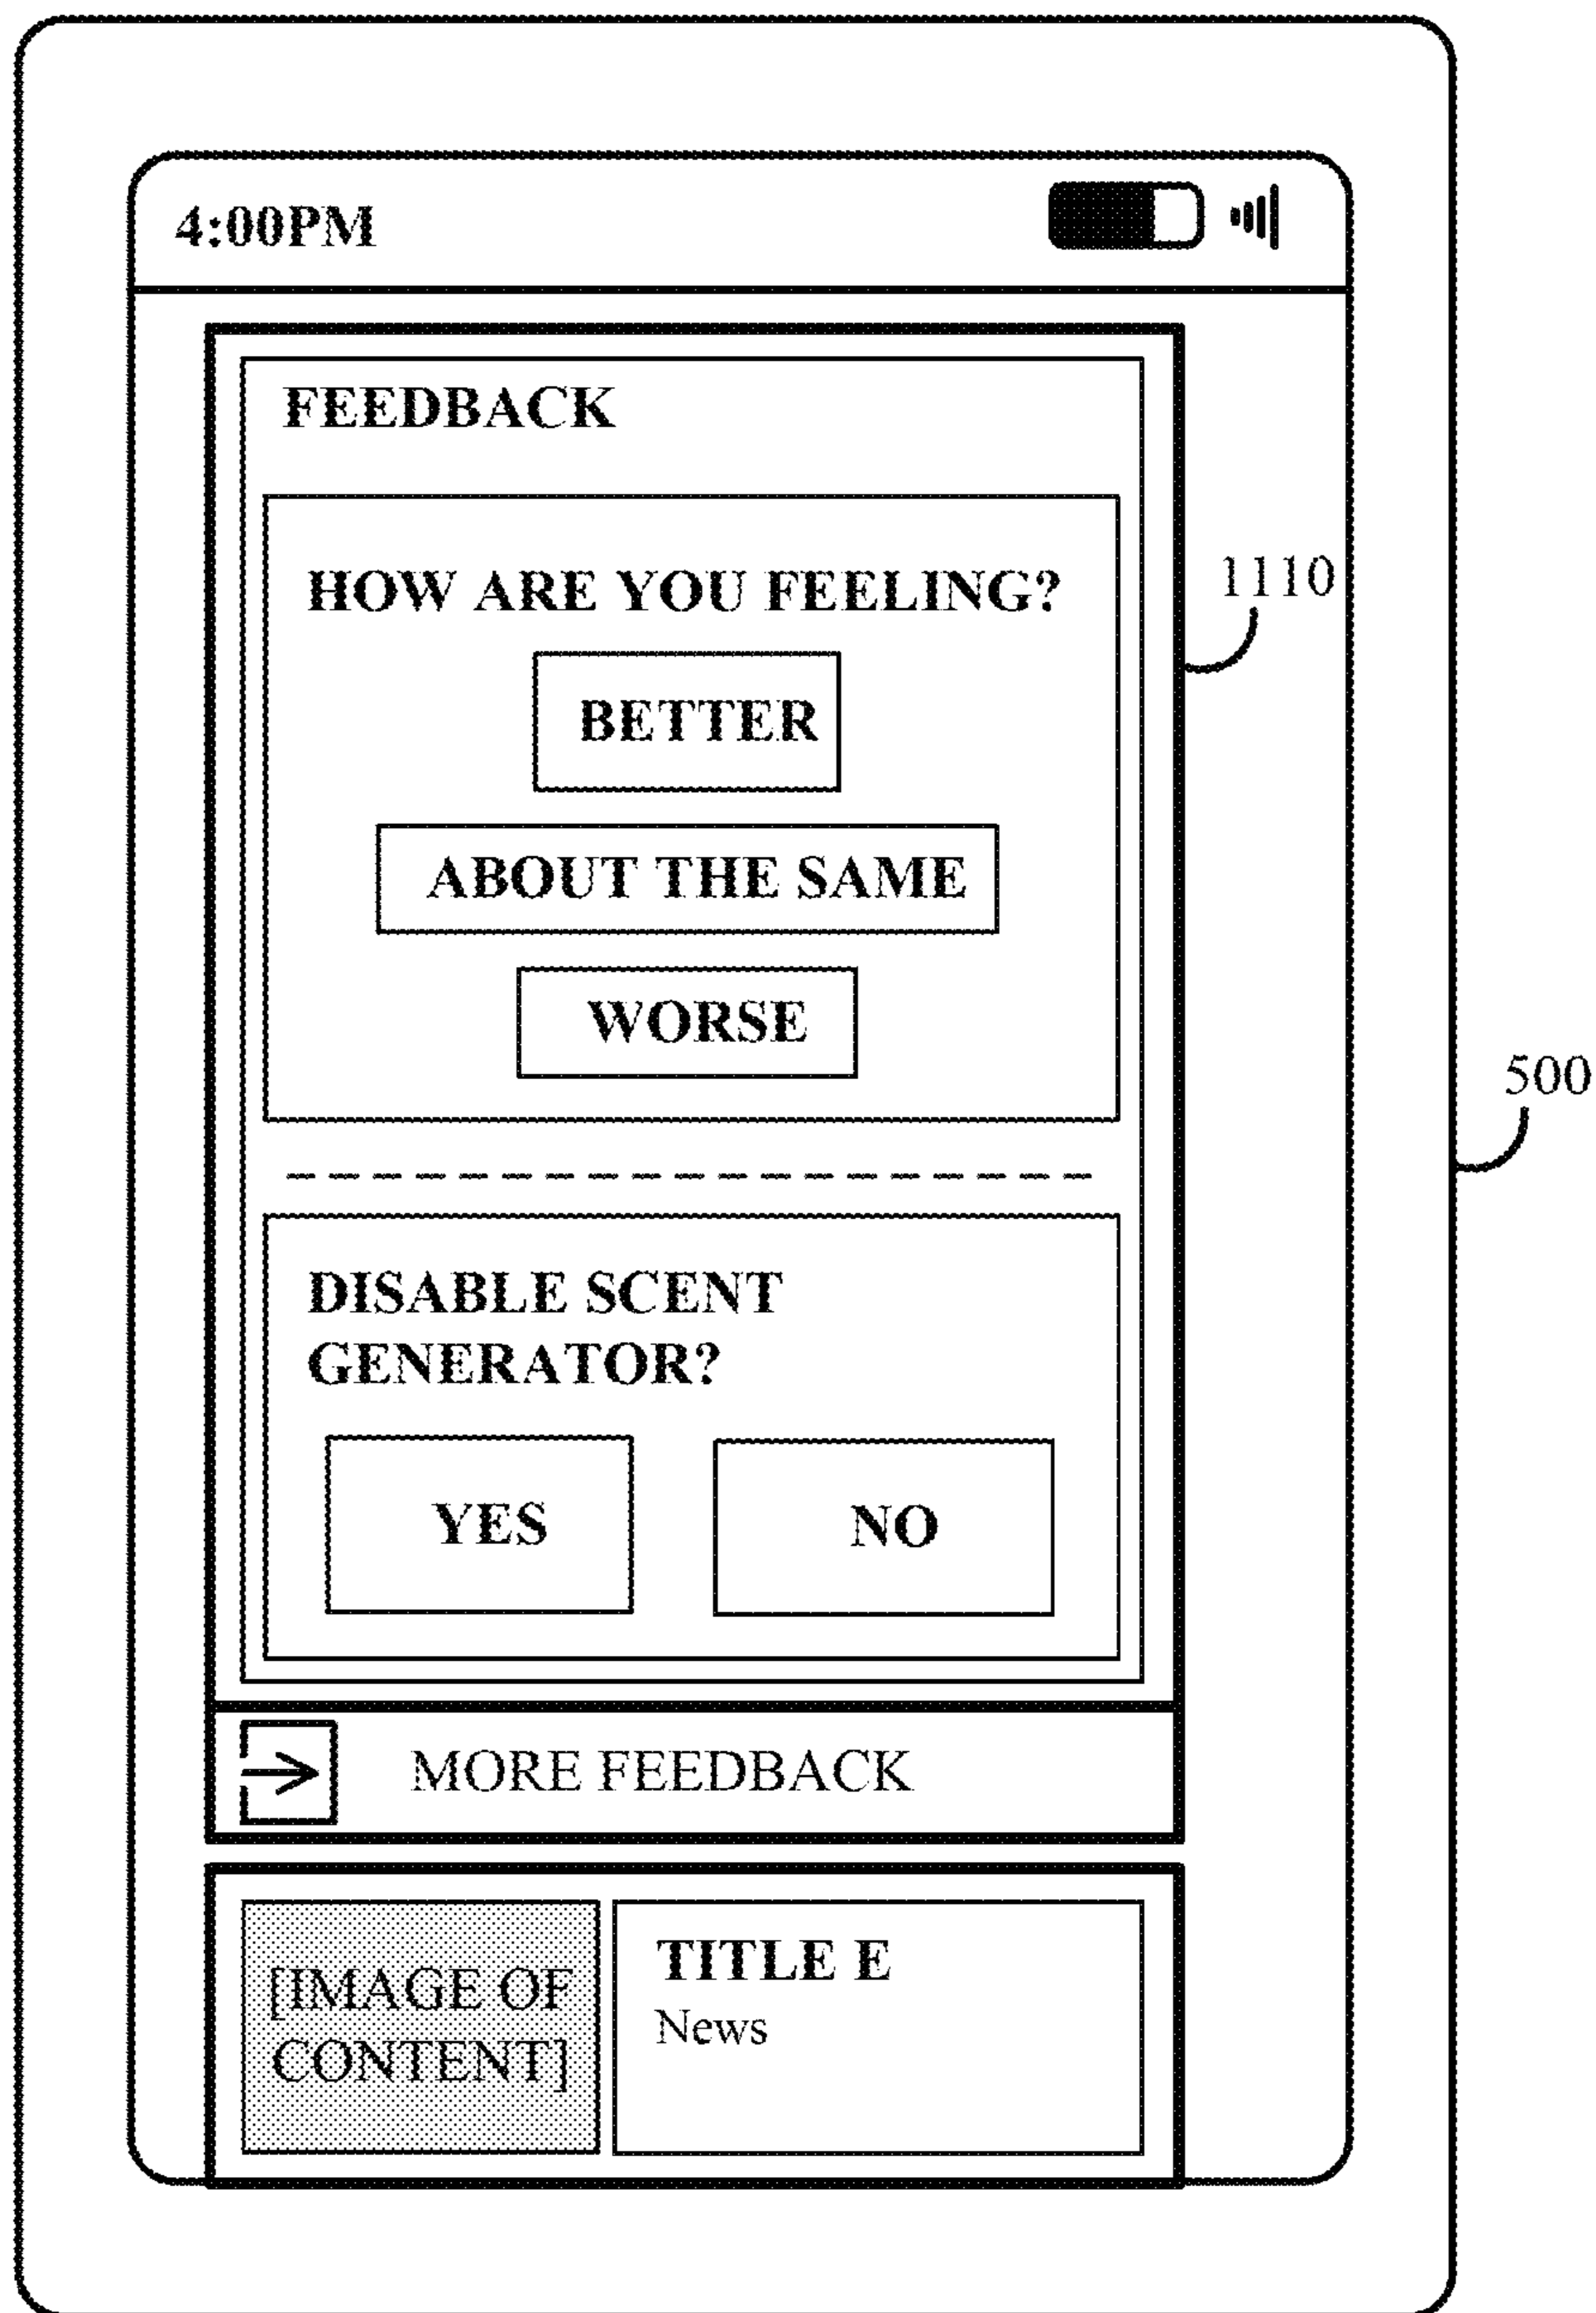 4:00PM
FEEDBACK
HOW ARE YOU FEELING?
1110
BETTER
ABOUT THE SAME
WORSE
500
DISABLE SCENT
GENERATOR?
YES
NO
MORE FEEDBACK
[IMAGE OF
CONTENT]
TITLE E
News